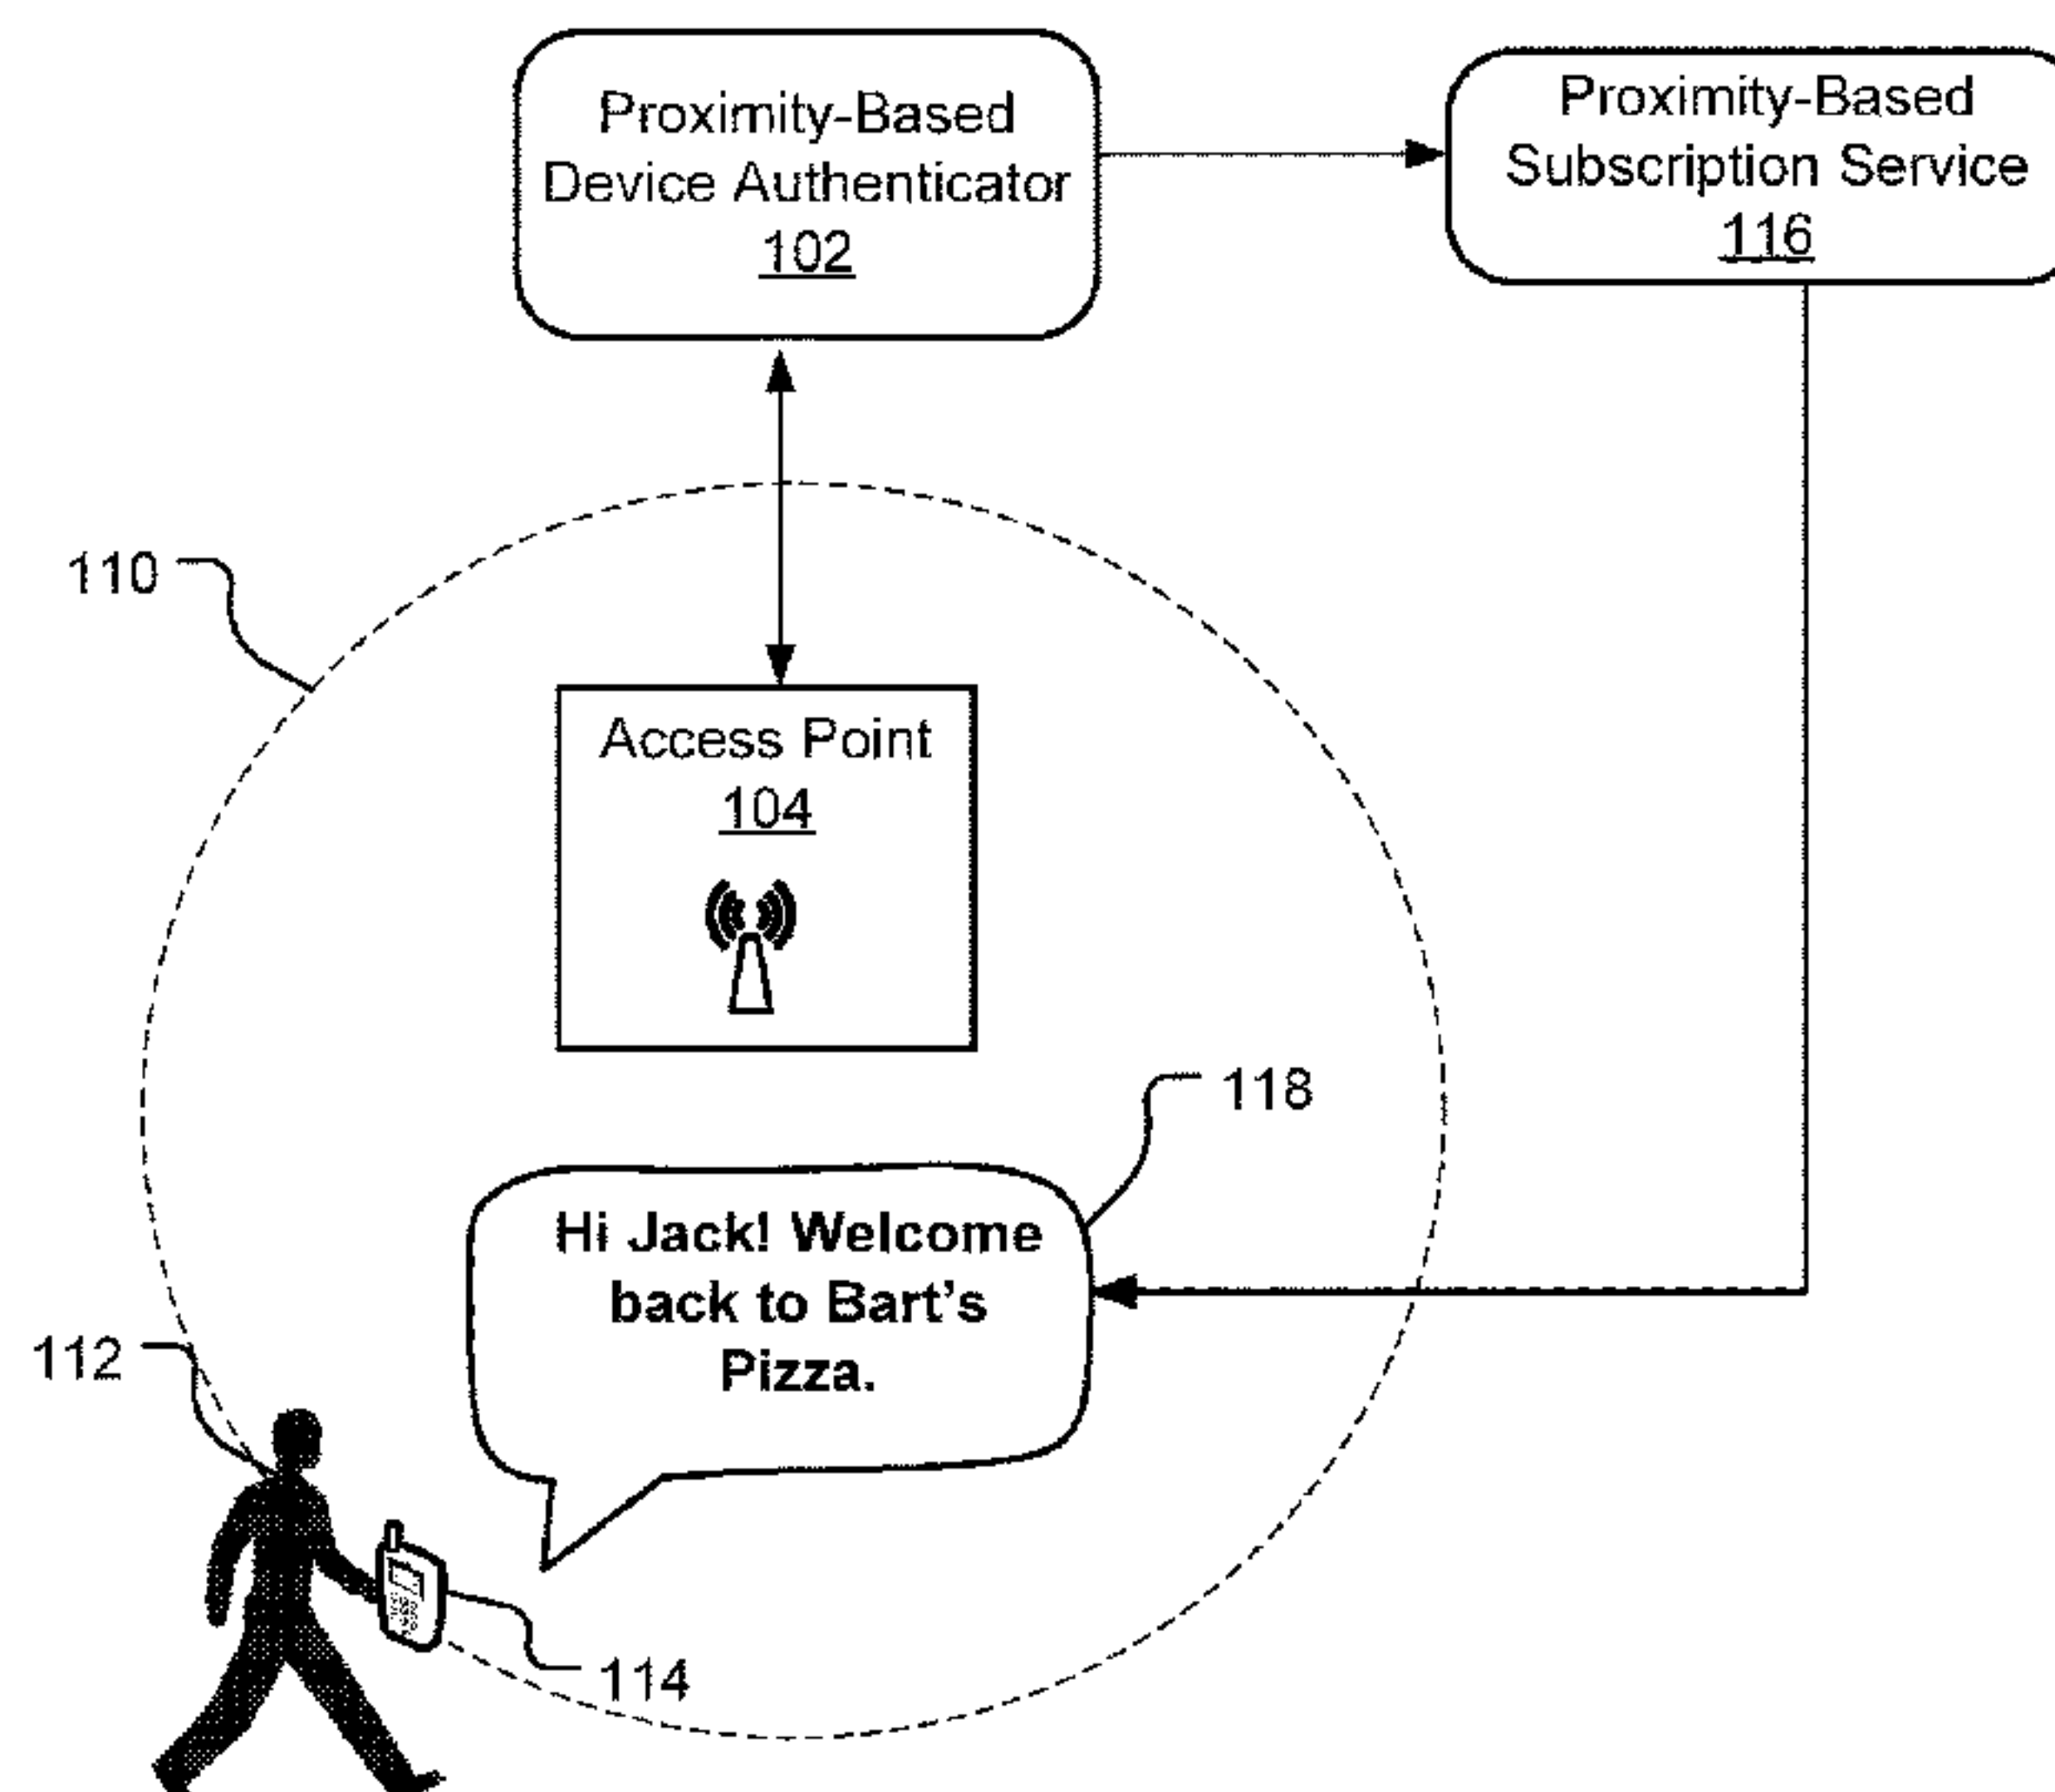 Proximity-Based
Device Authenticator
102
Proximity-Based
Subscription Service
116
110
Access Point
104
118
Hi Jack! Welcome
back to Bart's
Pizza.
112
114